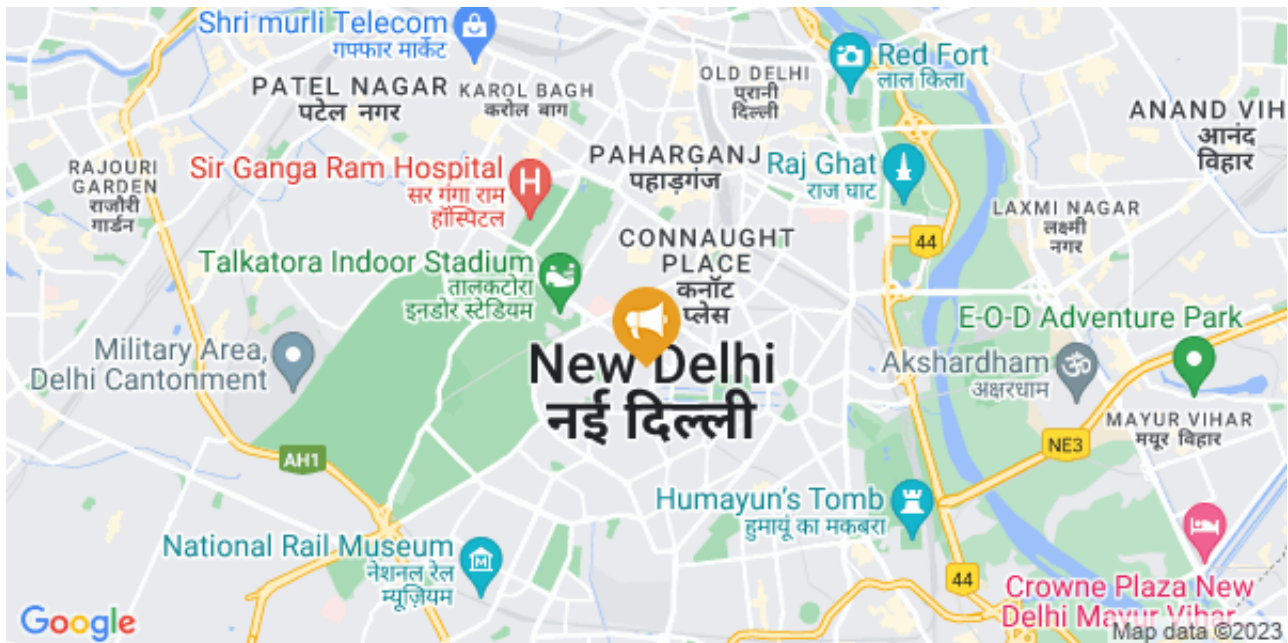 Shri murli Telecom
गफ्फार मार्केट
PATEL NAGAR
पटेल नगर
KAROL BAGH
करोल बाग
OLD DELHI
पुरानी
दिल्ली
Red Fort
लाल क़िला
ANAND VIH
आनंद
विहार
RAJOURI
GARDEN
राजौरी
गार्डन
Sir Ganga Ram Hospital
सर गंगा राम
हॉस्पिटल
PAHARGANJ
पहाड़गंज
Raj Ghat
राज घाट
LAXMI NAGAR
लक्ष्मी
नगर
44
CONNAUGHT
PLACE
कनॉट
प्लेस
Talkatora Indoor Stadium
तालकटोरा
इनडोर स्टेडियम
E-O-D Adventure Park
Military Area,
Delhi Cantonment
New Delhi
नई दिल्ली
Akshardham
अक्षरधाम
MAYUR VIHAR
मयूर विहार
AH1
NE3
Humayun's Tomb
हुमायूं का मकबरा
National Rail Museum
नेशनल रेल
म्यूज़ियम
44
Crowne Plaza New
Delhi Mayur Vihar
Google
Map data ©2023